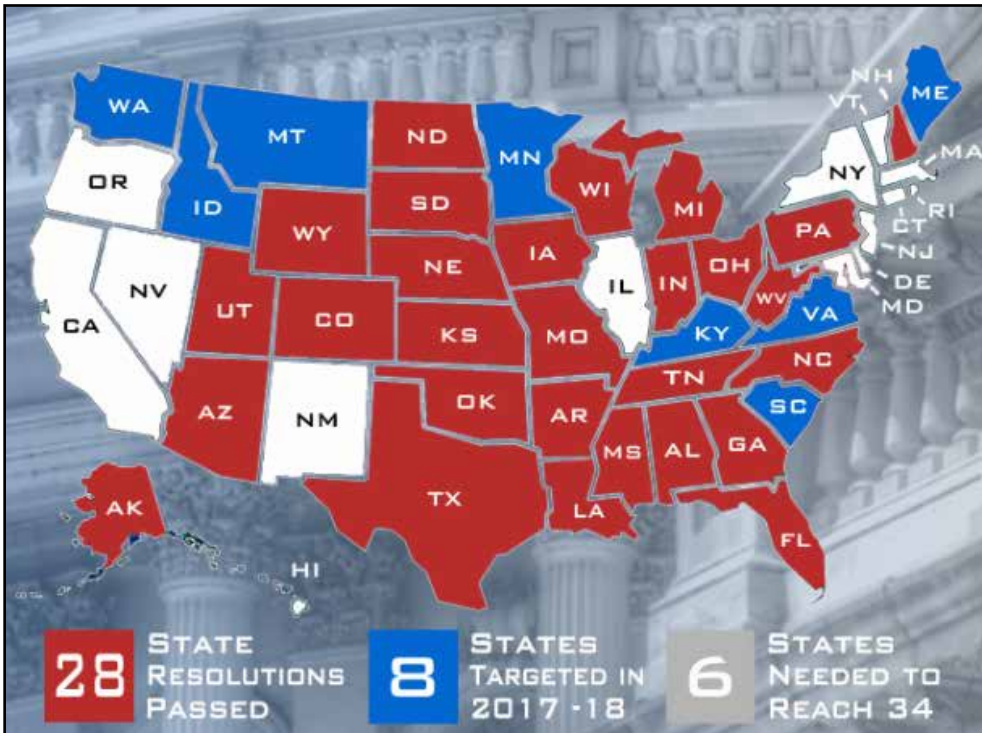 WA
MT
ND
MN
OR
ID
WY
SD
WI
MI
NH
VT
ME
NY
MA
RI
CT
NJ
DE
MD
PA
NV
CA
UT
CO
NE
KS
IA
IL
IN
OH
WV
VA
KY
MO
NC
TN
SC
AZ
NM
OK
AR
MS
AL
GA
TX
LA
FL
AK
HI
28
STATE
RESOLUTIONS
PASSED
8
STATES
TARGETED IN
2017 -18
6
STATES
NEEDED TO
REACH 34